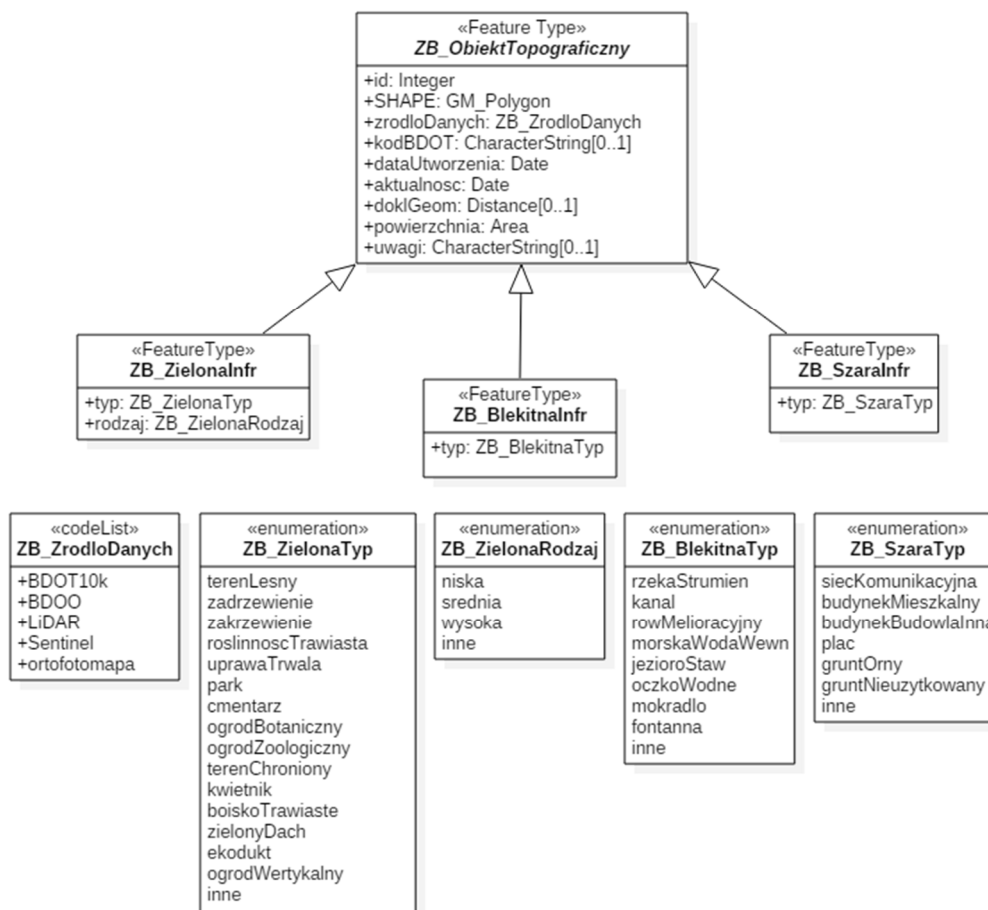 «Feature Type»
ZB_ObiektTopograficzny
+id: Integer
+SHAPE: GM_Polygon
+zrodloDanych: ZB_ZrodloDanych
+kodBDOT: CharacterString[0..1]
+dataUtworzenia: Date
+aktualnosc: Date
+doklGeom: Distance[0..1]
+powierzchnia: Area
+uwagi: CharacterString[0..1]
«FeatureType»
ZB_ZielonaInfr
+typ: ZB_ZielonaTyp
+rodzaj: ZB_ZielonaRodzaj
«FeatureType»
ZB_BlekitnaInfr
+typ: ZB_BlekitnaTyp
«FeatureType»
ZB_SzaraInfr
+typ: ZB_SzaraTyp
«codeList»
ZB_ZrodloDanych
+BDOT10k
+BDOO
+LiDAR
+Sentinel
+ortofotomapa
«enumeration»
ZB_ZielonaTyp
terenLesny
zadrzewienie
zakrzewienie
roslinnoscTrawiasta
uprawaTrwala
park
cmentarz
ogrodBotaniczny
ogrodZoologiczny
terenChroniony
kwietnik
boiskoTrawiaste
zielonyDach
ekodukt
ogrodWertykalny
inne
«enumeration»
ZB_ZielonaRodzaj
niska
srednia
wysoka
inne
«enumeration»
ZB_BlekitnaTyp
rzekaStrumien
kanal
rowMelioracyjny
morskaWodaWewn
jezioroStaw
oczkoWodne
mokradlo
fontanna
inne
«enumeration»
ZB_SzaraTyp
siecKomunikacyjna
budynekMieszkalny
budynekBudowlaInna
plac
gruntOrny
gruntNieuzytkowany
inne